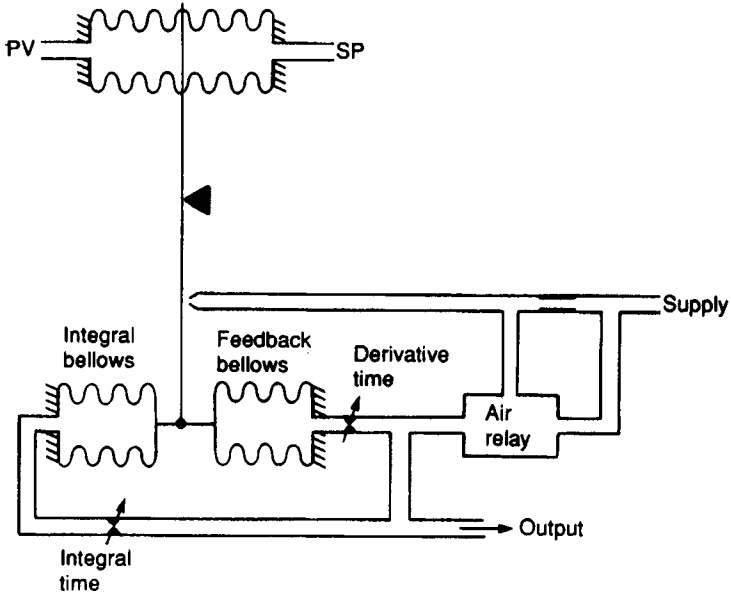 PV
SP
Supply
Integral
bellows
Feedback
bellows
Derivative
time
Air
relay
Output
Integral
time